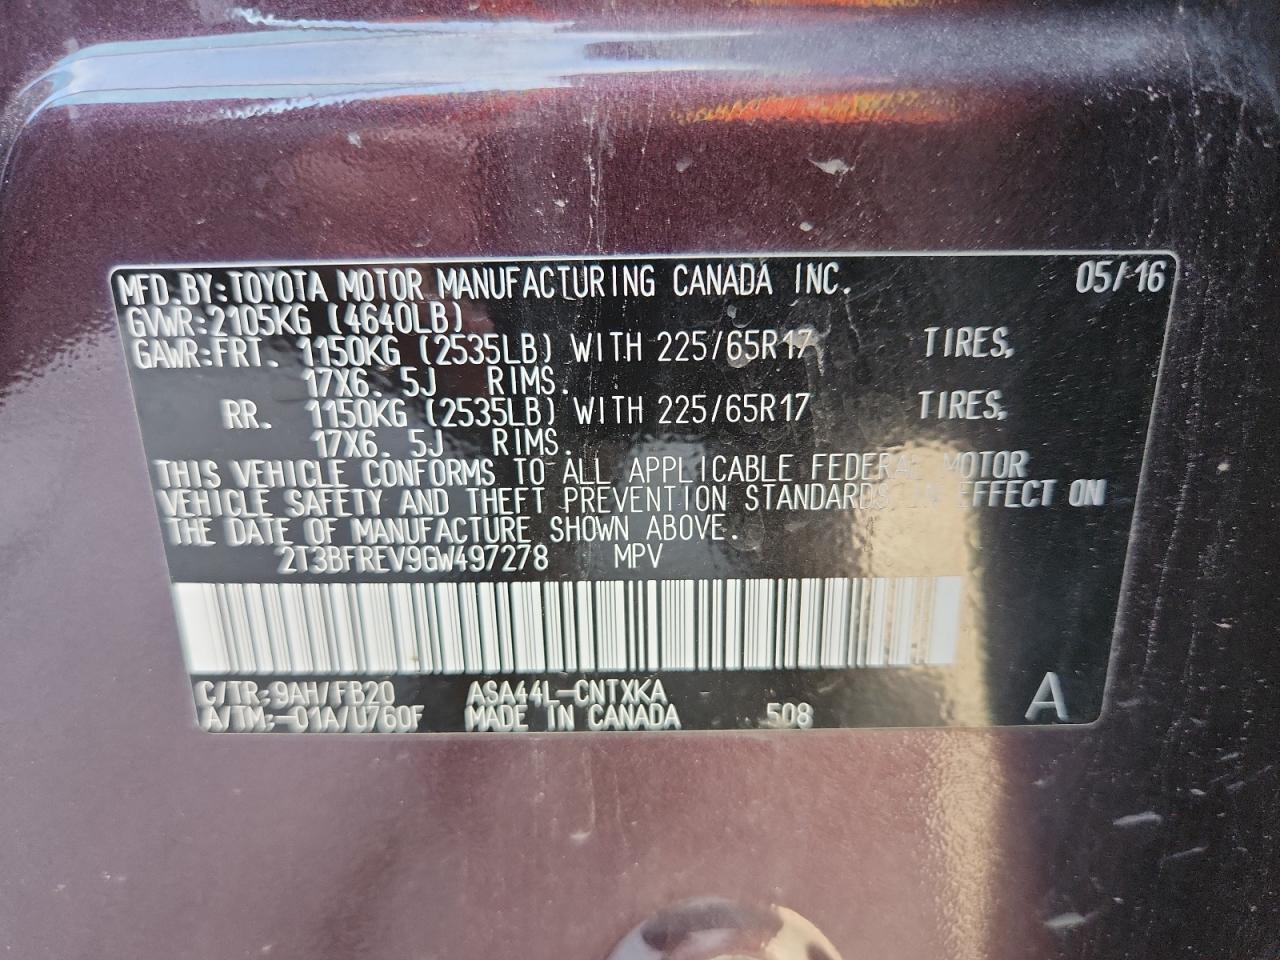 MFD.BY:TOYOTA MOTOR MANUFACTURING CANADA INC. 05/16
GVWR:2105KG (4640LB)
GAWR:FRT. 1150KG (2535LB) WITH 225/65R17 TIRES,
17X6.5J RIMS.
RR. 1150KG (2535LB) WITH 225/65R17 TIRES,
17X6.5J RIMS.
THIS VEHICLE CONFORMS TO ALL APPLICABLE FEDERAL MOTOR
VEHICLE SAFETY AND THEFT PREVENTION STANDARDS IN EFFECT ON
THE DATE OF MANUFACTURE SHOWN ABOVE.
2T3BFREV9GW497278 MPV
C/TR:9AH/FB20 ASA44L-CNTXKA
A/TM:-01A/U760F MADE IN CANADA 508 A